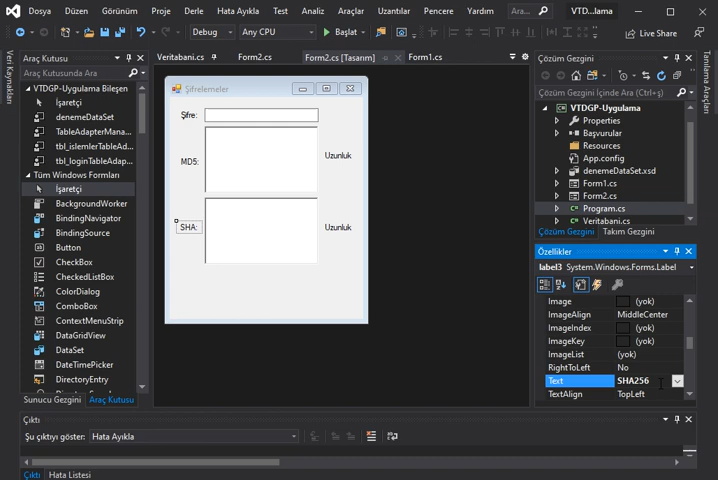 Dosya Düzen Görünüm Proje Derle Hata Ayıkla Test Analiz Araçlar Uzantılar Pencere Yardım Ara... VTD...lama
Debug Any CPU Başlat Live Share
Veri Kaynakları
Araç Kutusu
Araç Kutusunda Ara
VTDGP-Uygulama Bileşen
İşaretçi
denemeDataSet
TableAdapterMana...
tbl_islemlerTableAd...
tbl_loginTableAdap...
Tüm Windows Formları
İşaretçi
BackgroundWorker
BindingNavigator
BindingSource
Button
CheckBox
CheckedListBox
ColorDialog
ComboBox
ContextMenuStrip
DataGridView
DataSet
DateTimePicker
DirectoryEntry
Sunucu Gezgini Araç Kutusu
Veritabani.cs Form2.cs Form2.cs [Tasarım] Form1.cs
Şifrelemeler
Şifre:
MD5: Uzunluk
SHA: Uzunluk
Çözüm Gezgini
Çözüm Gezgini içinde Ara (Ctrl+ş)
VTDGP-Uygulama
Properties
Başvurular
Resources
App.config
denemeDataSet.xsd
Form1.cs
Form2.cs
Program.cs
Veritabani.cs
Çözüm Gezgini Takım Gezgini
Özellikler
label3 System.Windows.Forms.Label
Image (yok)
ImageAlign MiddleCenter
ImageIndex (yok)
ImageKey (yok)
ImageList (yok)
RightToLeft No
Text SHA256
TextAlign TopLeft
Tanılama Araçları
Çıktı
Şu çıktıyı göster: Hata Ayıkla
Çıktı Hata Listesi